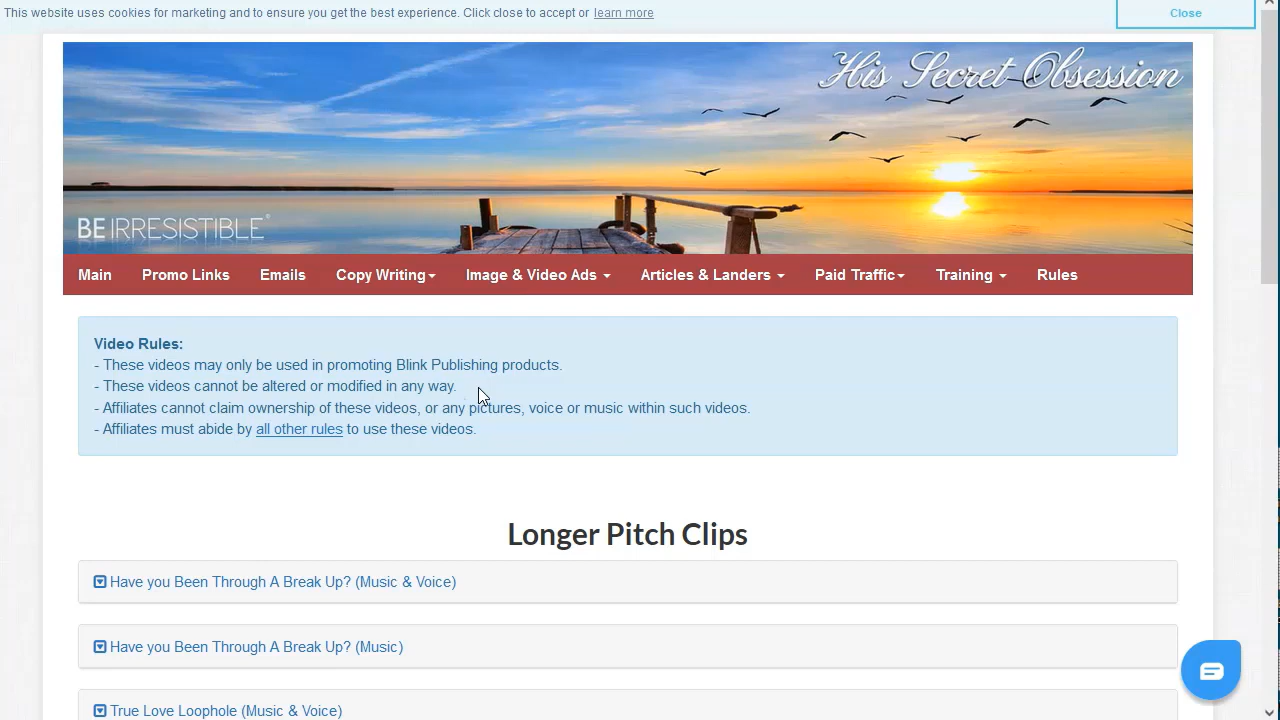 This website uses cookies for marketing and to ensure you get the best experience. Click close to accept or learn more
Close
His Secret Obsession
BE IRRESISTIBLE®
Main Promo Links Emails Copy Writing Image & Video Ads Articles & Landers Paid Traffic Training Rules
Video Rules:
- These videos may only be used in promoting Blink Publishing products.
- These videos cannot be altered or modified in any way.
- Affiliates cannot claim ownership of these videos, or any pictures, voice or music within such videos.
- Affiliates must abide by all other rules to use these videos.
Longer Pitch Clips
Have you Been Through A Break Up? (Music & Voice)
Have you Been Through A Break Up? (Music)
True Love Loophole (Music & Voice)